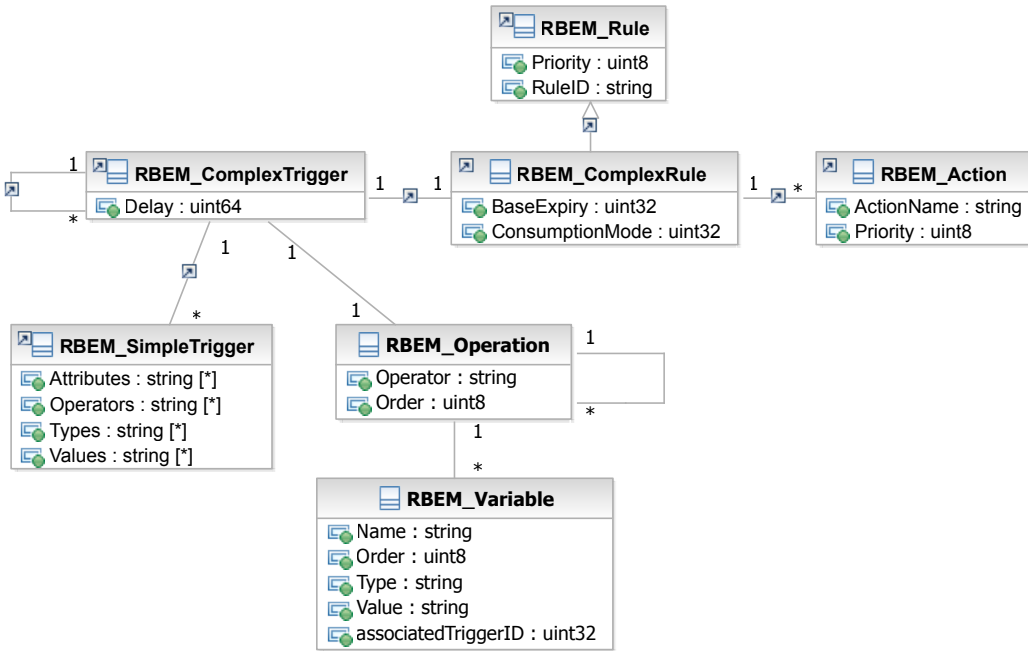 RBEM_Rule
Priority : uint8
RuleID : string
RBEM_ComplexTrigger
Delay : uint64
1
*
1
1
RBEM_ComplexRule
BaseExpiry : uint32
ConsumptionMode : uint32
1
*
RBEM_Action
ActionName : string
Priority : uint8
1
*
1
1
RBEM_SimpleTrigger
Attributes : string [*]
Operators : string [*]
Types : string [*]
Values : string [*]
RBEM_Operation
Operator : string
Order : uint8
1
*
1
*
RBEM_Variable
Name : string
Order : uint8
Type : string
Value : string
associatedTriggerID : uint32